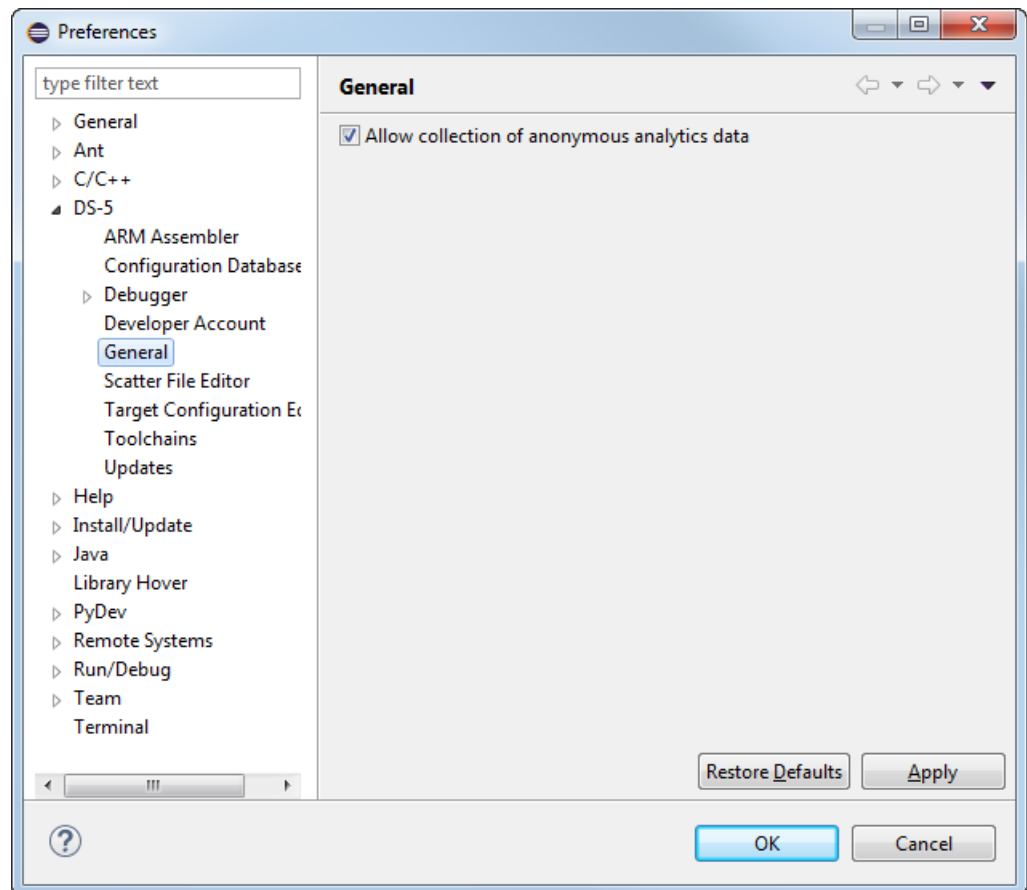 Preferences
type filter text
General
Ant
C/C++
DS-5
ARM Assembler
Configuration Database
Debugger
Developer Account
General
Scatter File Editor
Target Configuration Ec
Toolchains
Updates
Help
Install/Update
Java
Library Hover
PyDev
Remote Systems
Run/Debug
Team
Terminal
General
Allow collection of anonymous analytics data
Restore Defaults Apply
? OK Cancel